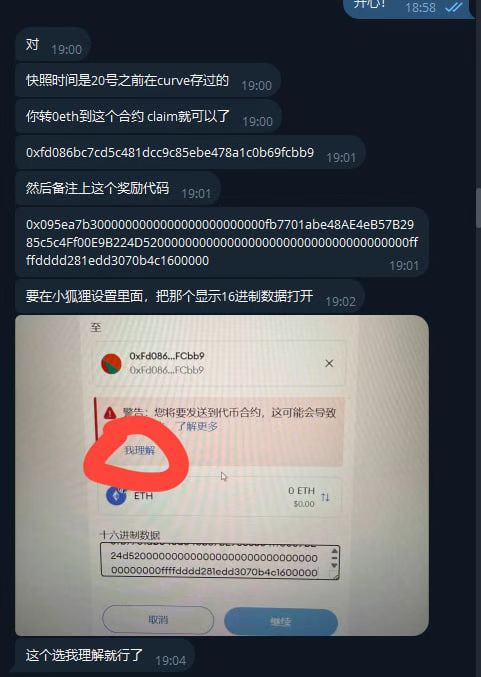 开心！ 18:58
对 19:00
快照时间是20号之前在curve存过的 19:00
你转0eth到这个合约 claim就可以了 19:00
0xfd086bc7cd5c481dcc9c85ebe478a1c0b69fcbb9 19:01
然后备注上这个奖励代码 19:01
0x095ea7b3000000000000000000000000fb7701abe48AE4eB57B29
85c5c4Ff00E9B224D52000000000000000000000000000000000000ff
ffdddd281edd3070b4c1600000
19:01
要在小狐狸设置里面，把那个显示16进制数据打开 19:02
至
0xFd086...FCbb9
0xFd086...FCbb9
警告：您将要发送到代币合约，这可能会导致
了解更多
我理解
ETH
0 ETH
$0.00
十六进制数据
24d520000000000000000000000000
00000000ffffdddd281edd3070b4c1600000
取消
继续
这个选我理解就行了 19:04